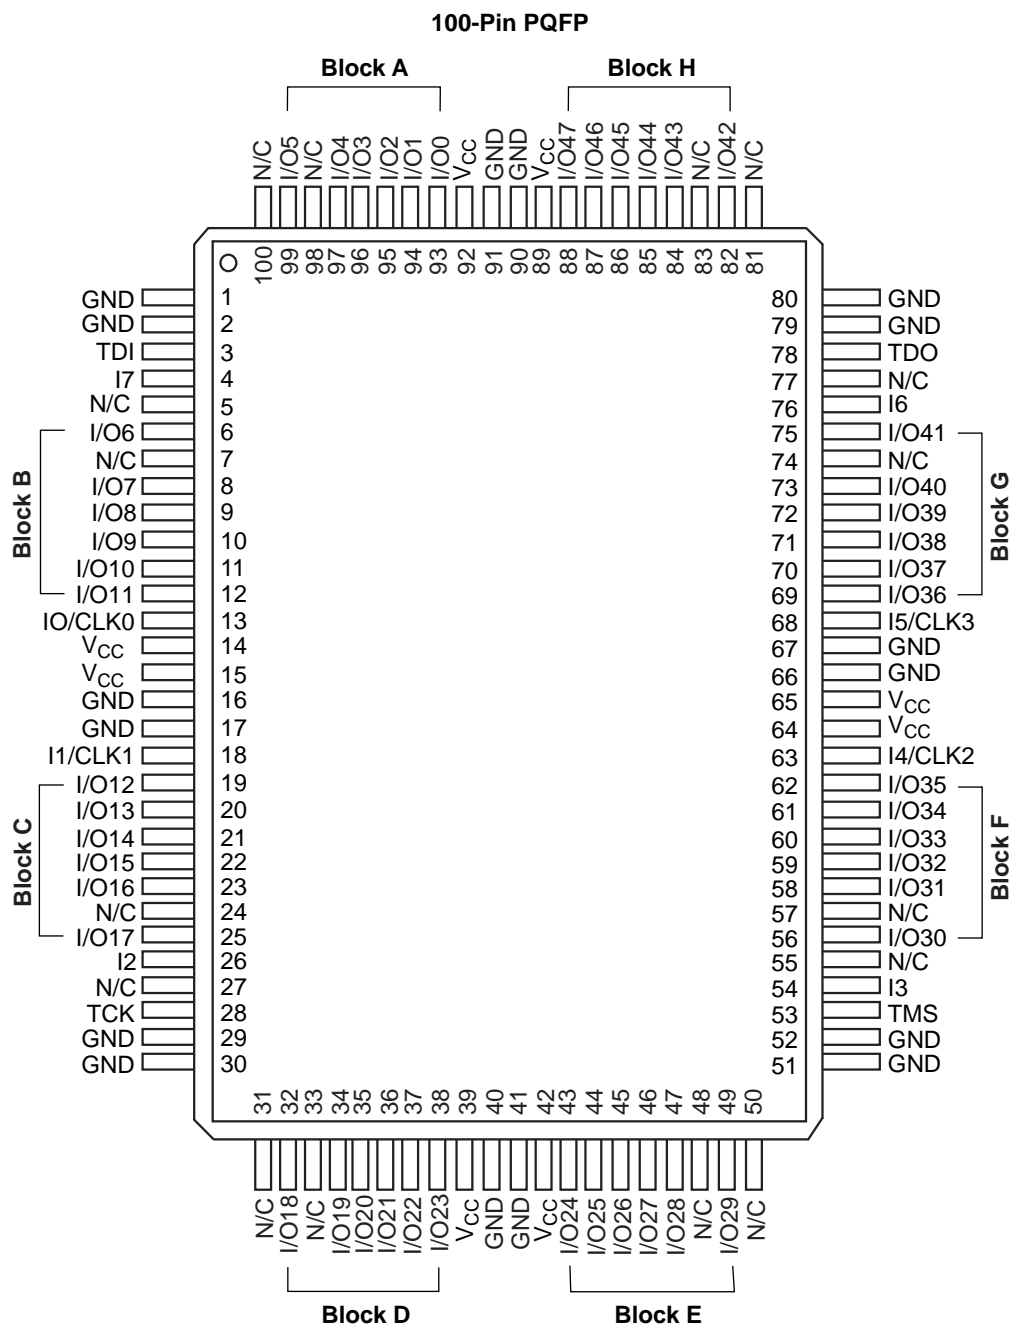 100-Pin PQFP
Block A
Block H
N/C I/O5 N/C I/O4 I/O3 I/O2 I/O1 I/O0 VCC GND GND VCC I/O47 I/O46 I/O45 I/O44 I/O43 N/C I/O42 N/C
100 99 98 97 96 95 94 93 92 91 90 89 88 87 86 85 84 83 82 81
GND 1
GND 2
TDI 3
I7 4
N/C 5
Block B
I/O6 6
N/C 7
I/O7 8
I/O8 9
I/O9 10
I/O10 11
I/O11 12
IO/CLK0 13
VCC 14
VCC 15
GND 16
GND 17
I1/CLK1 18
Block C
I/O12 19
I/O13 20
I/O14 21
I/O15 22
I/O16 23
N/C 24
I/O17 25
I2 26
N/C 27
TCK 28
GND 29
GND 30
80 GND
79 GND
78 TDO
77 N/C
76 I6
75 I/O41
74 N/C
73 I/O40
72 I/O39
71 I/O38
70 I/O37
69 I/O36
Block G
68 I5/CLK3
67 GND
66 GND
65 VCC
64 VCC
63 I4/CLK2
62 I/O35
61 I/O34
60 I/O33
59 I/O32
58 I/O31
57 N/C
56 I/O30
Block F
55 N/C
54 I3
53 TMS
52 GND
51 GND
31 32 33 34 35 36 37 38 39 40 41 42 43 44 45 46 47 48 49 50
N/C I/O18 N/C I/O19 I/O20 I/O21 I/O22 I/O23 VCC GND GND VCC I/O24 I/O25 I/O26 I/O27 I/O28 N/C I/O29 N/C
Block D
Block E